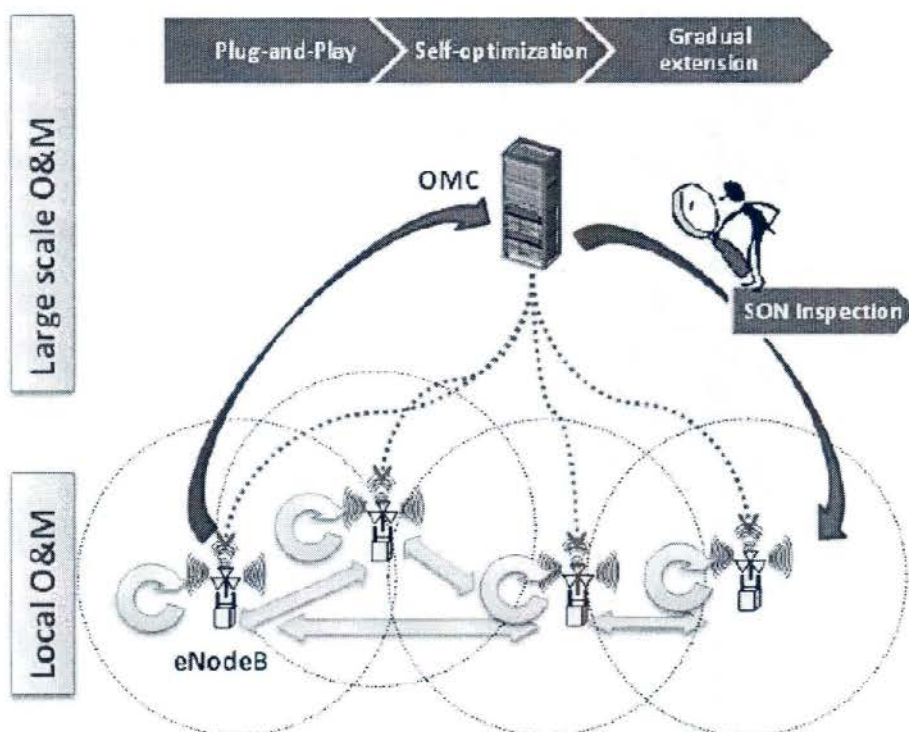 Plug-and-Play
Self-optimization
Gradual
extension
Large scale O&M
OMC
SON Inspection
Local O&M
eNodeB